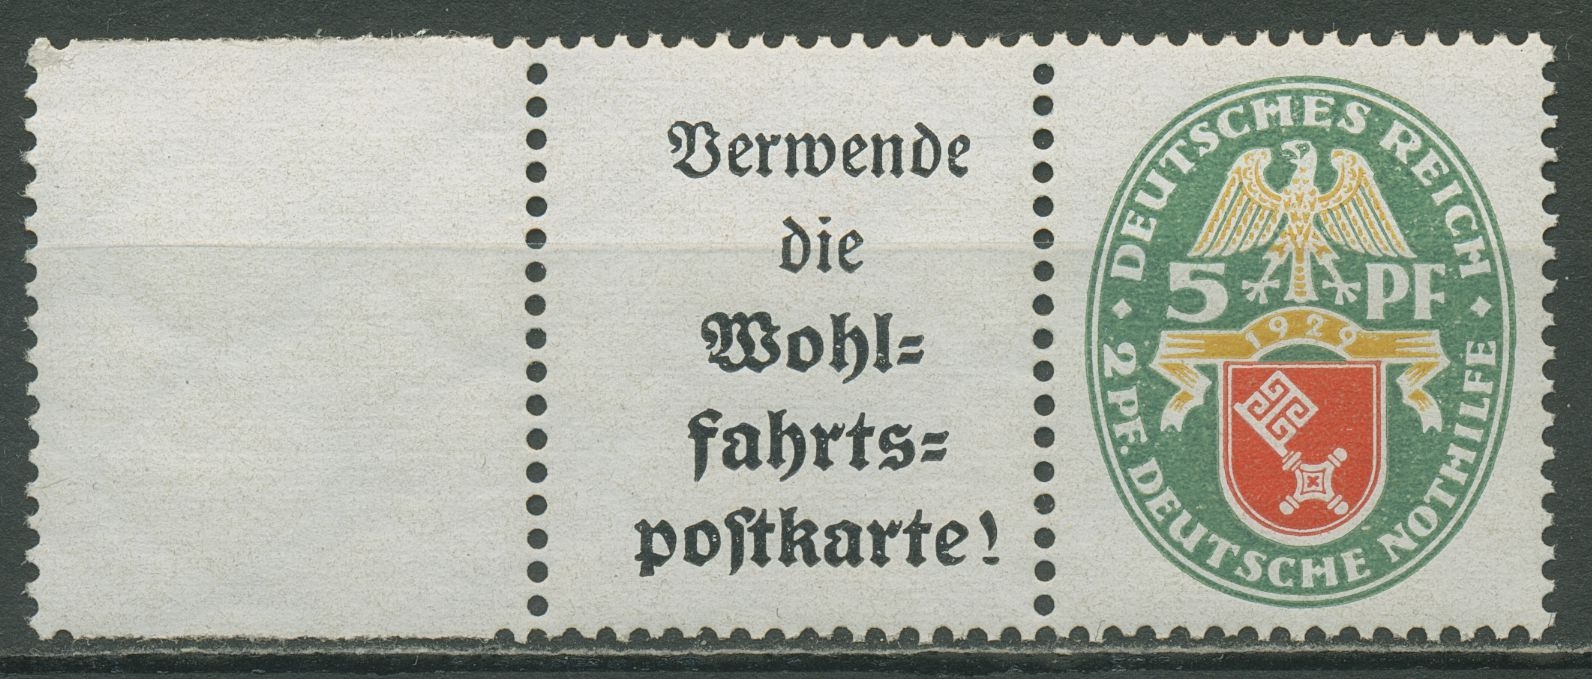 Verwende
die
Wohl=
fahrts=
postkarte!
DEUTSCHES REICH
5 PF
1929
2 PF. DEUTSCHE NOTHILFE